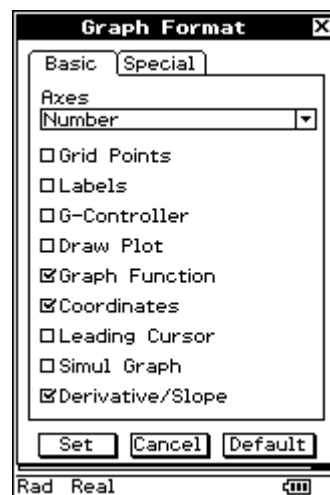 Graph Format
Basic Special
Axes
Number
Grid Points
Labels
G-Controller
Draw Plot
Graph Function
Coordinates
Leading Cursor
Simul Graph
Derivative/Slope
Set Cancel Default
Rad Real